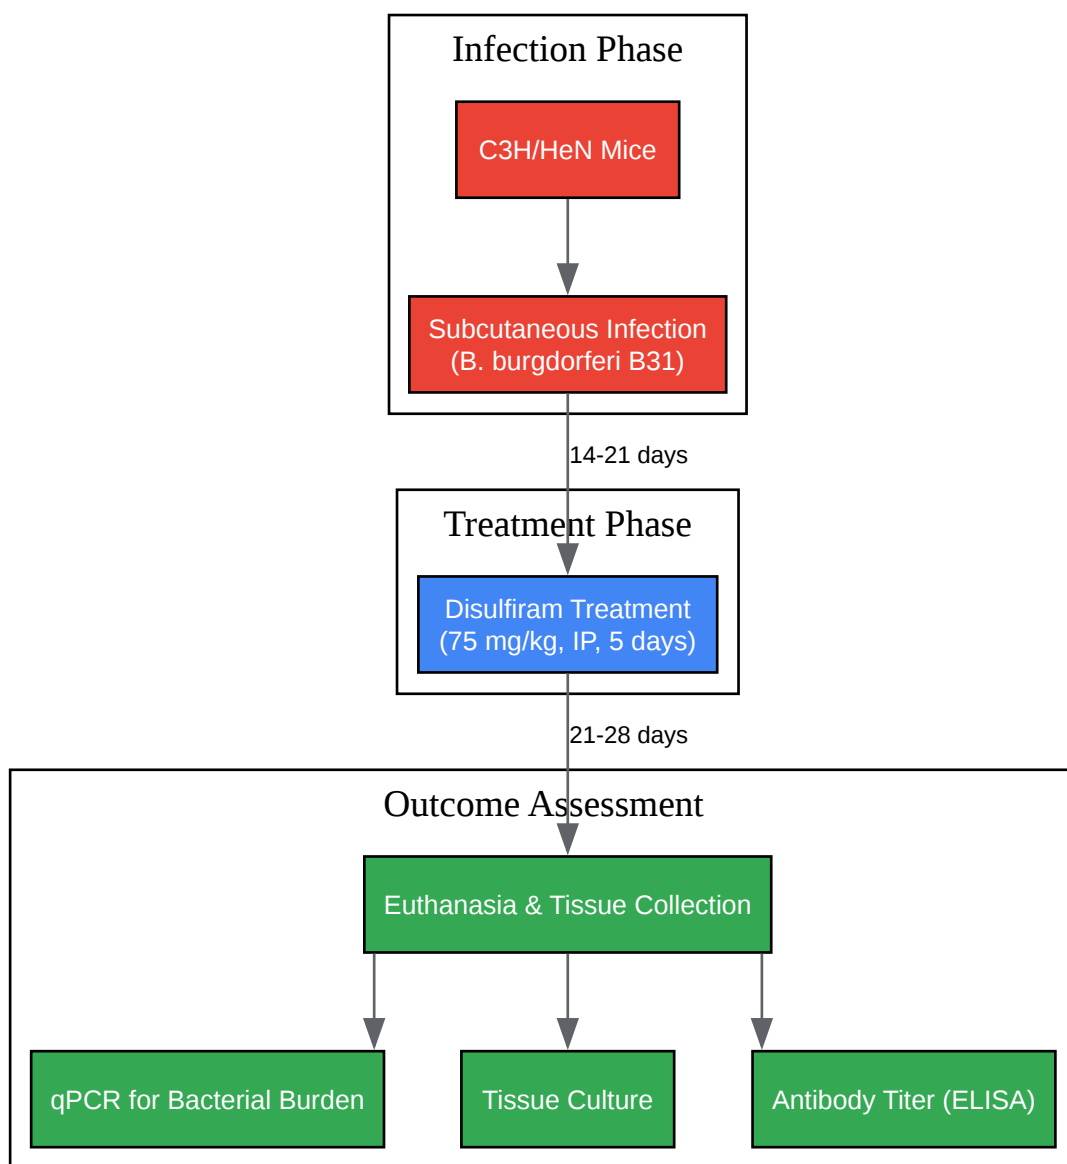 Infection Phase
C3H/HeN Mice
Subcutaneous Infection
(B. burgdorferi B31)
14-21 days
Treatment Phase
Disulfiram Treatment
(75 mg/kg, IP, 5 days)
21-28 days
Outcome Assessment
Euthanasia & Tissue Collection
qPCR for Bacterial Burden
Tissue Culture
Antibody Titer (ELISA)